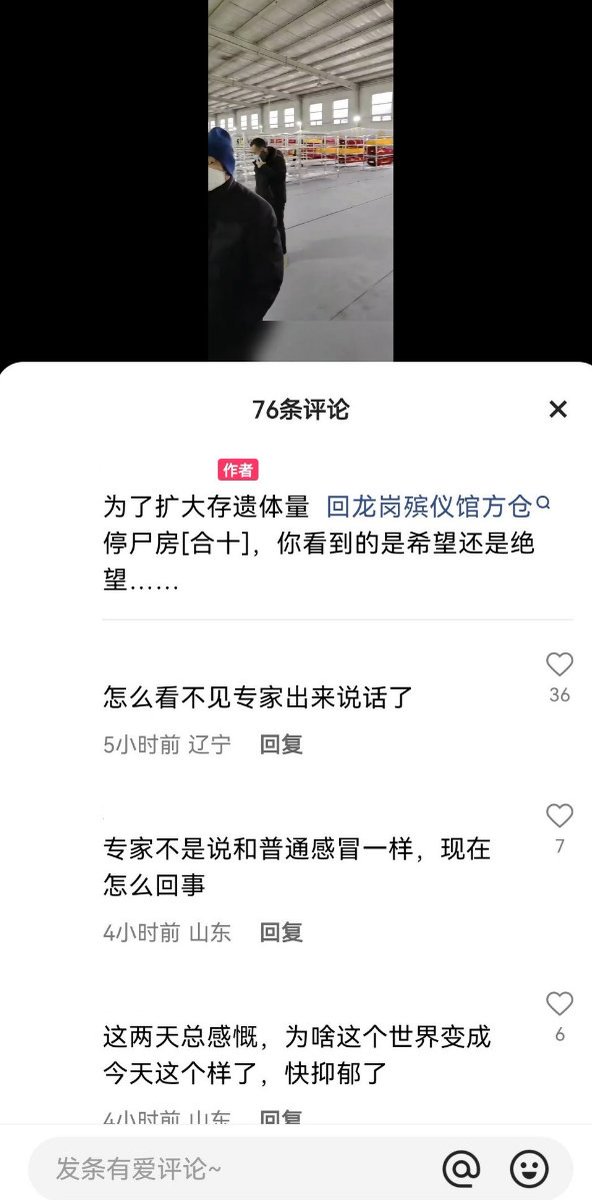 76条评论
作者
为了扩大存遗体量 回龙岗殡仪馆方仓
停尸房[合十]，你看到的是希望还是绝
望……
怎么看不见专家出来说话了
36
5小时前 辽宁 回复
专家不是说和普通感冒一样，现在
怎么回事
7
4小时前 山东 回复
这两天总感慨，为啥这个世界变成
今天这个样了，快抑郁了
6
4小时前 山东 回复
发条有爱评论~